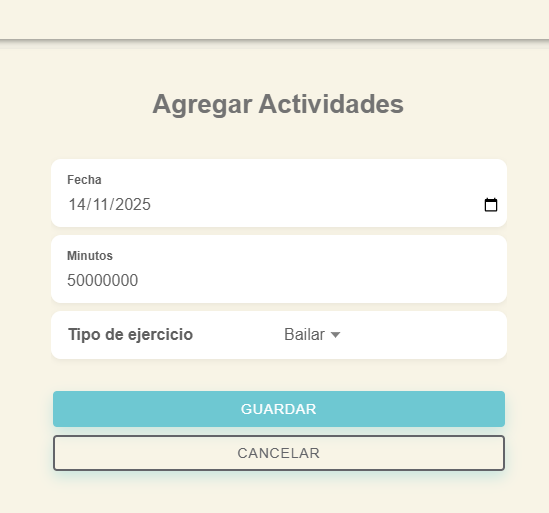 Agregar Actividades
Fecha
14/11/2025
Minutos
50000000
Tipo de ejercicio Bailar
GUARDAR
CANCELAR